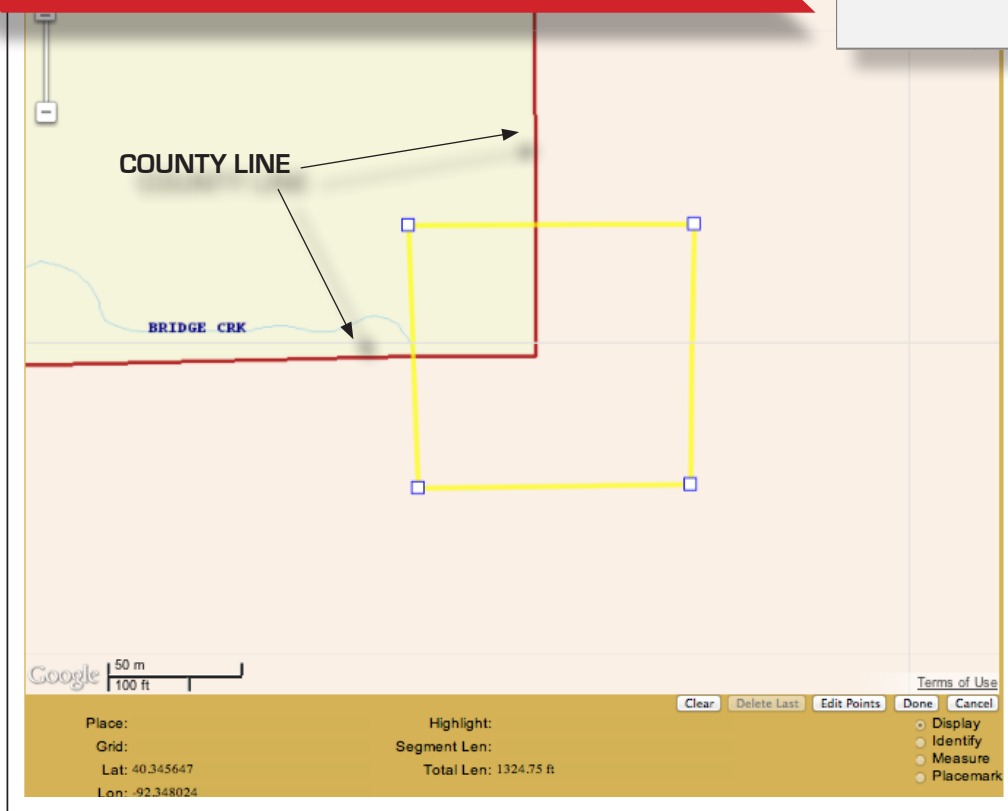 COUNTY LINE
BRIDGE CRK
Google
50 m
100 ft
Terms of Use
Clear Delete Last Edit Points Done Cancel
Place:
Grid:
Lat: 40.345647
Lon: -92.348024
Highlight:
Segment Len:
Total Len: 1324.75 ft
Display
Identify
Measure
Placemark